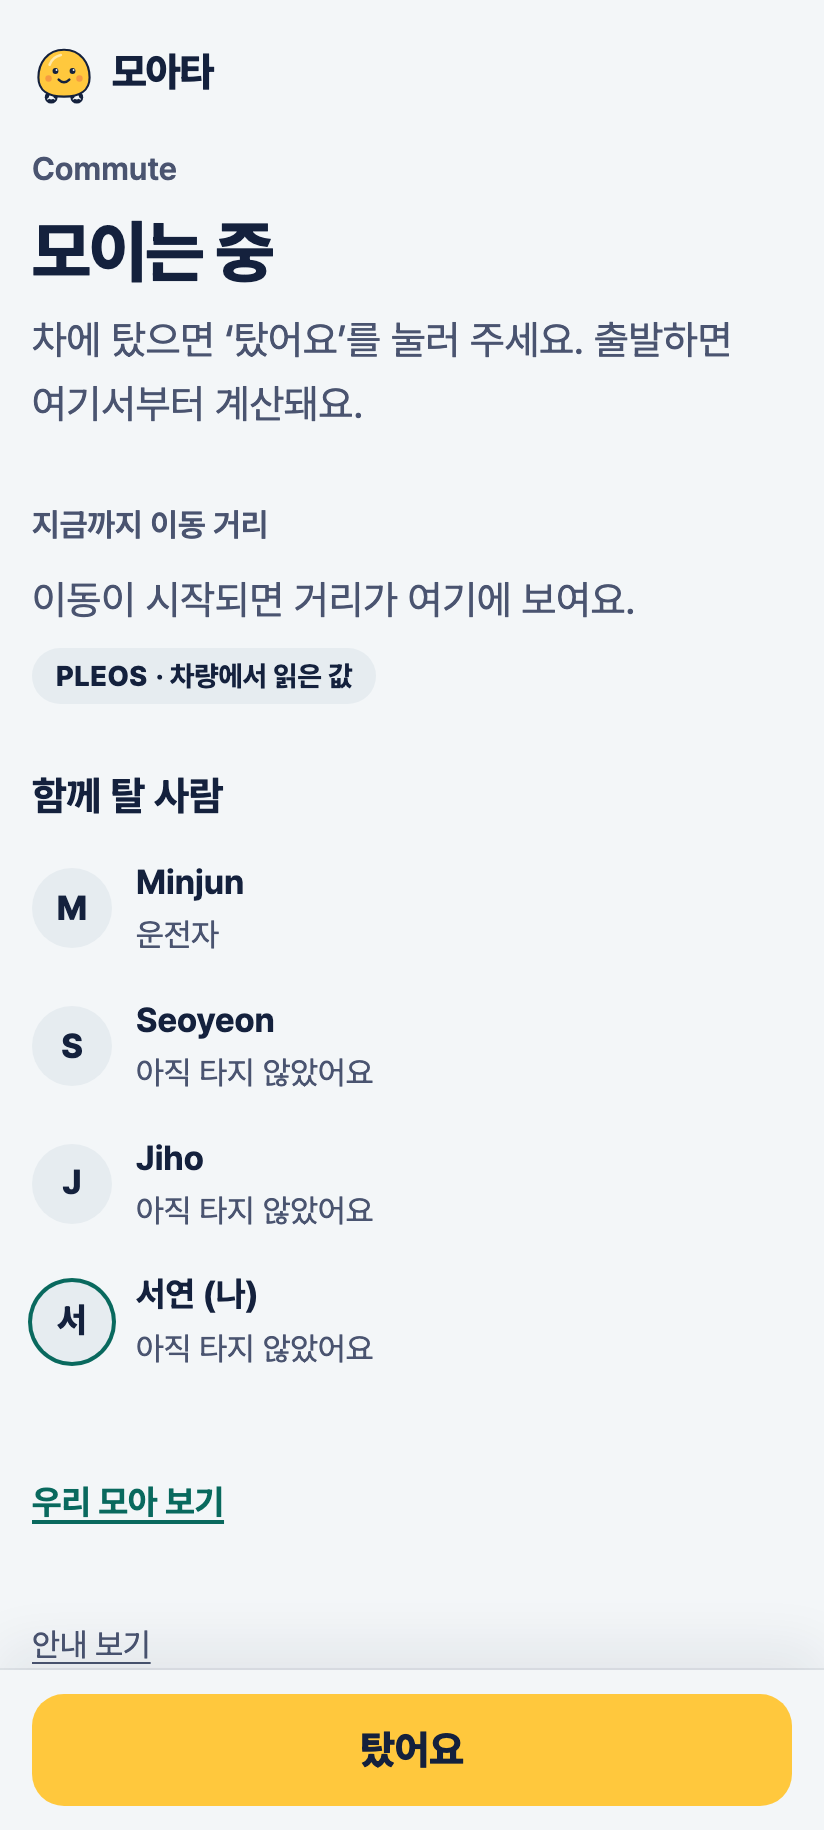 모아타
Commute
모이는 중
차에 탔으면 ‘탔어요’를 눌러 주세요. 출발하면
여기서부터 계산돼요.
지금까지 이동 거리
이동이 시작되면 거리가 여기에 보여요.
PLEOS · 차량에서 읽은 값
함께 탈 사람
M
Minjun
운전자
S
Seoyeon
아직 타지 않았어요
J
Jiho
아직 타지 않았어요
서
서연 (나)
아직 타지 않았어요
우리 모아 보기
안내 보기
탔어요